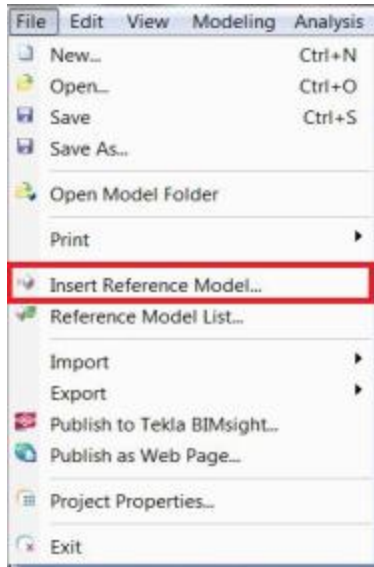 File Edit View Modeling Analysis
New... Ctrl+N
Open... Ctrl+O
Save Ctrl+S
Save As...
Open Model Folder
Print
Insert Reference Model...
Reference Model List...
Import
Export
Publish to Tekla BIMsight...
Publish as Web Page...
Project Properties...
Exit